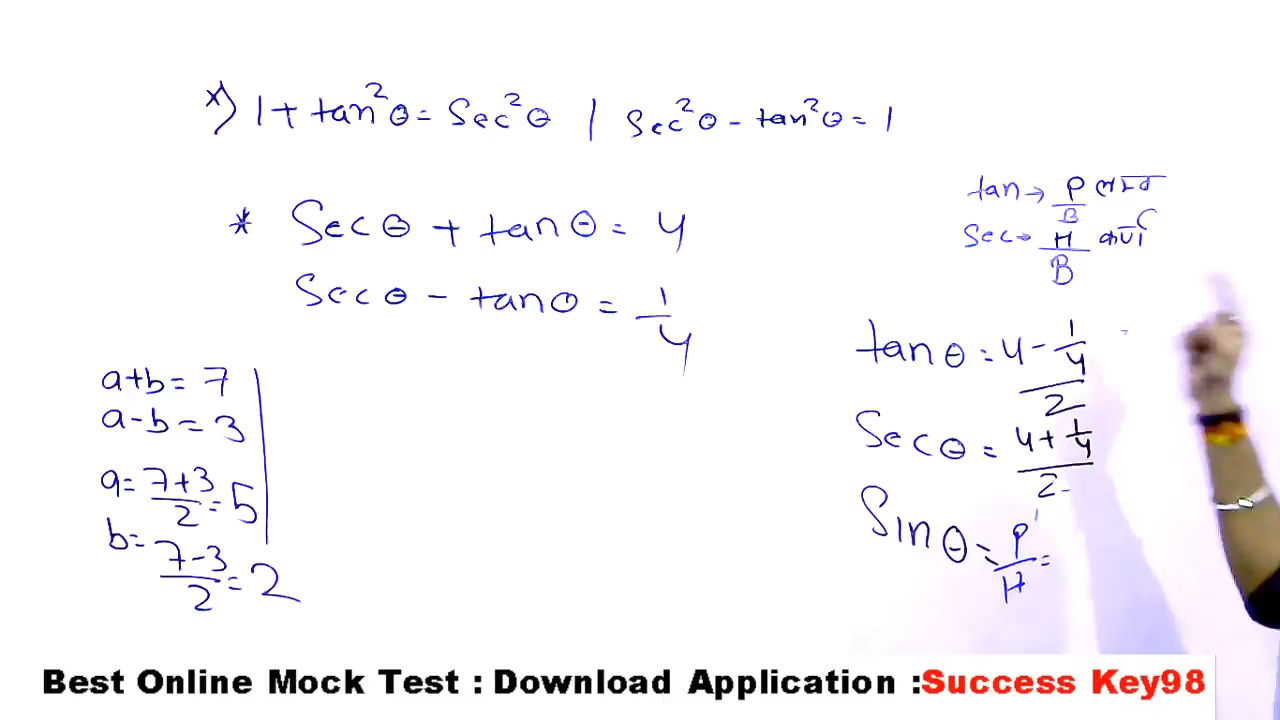 *) 1 + tan²θ = Sec²θ | Sec²θ - tan²θ = 1
tan → P/B लम्ब
Sec → H/B कर्ण
* Secθ + tanθ = 4
Secθ - tanθ = 1/4
a+b = 7
a-b = 3
a = 7+3/2 = 5
b = 7-3/2 = 2
tanθ = 4 - 1/4 / 2
Secθ = 4 + 1/4 / 2
Sinθ = P/H =
Best Online Mock Test : Download Application :Success Key98